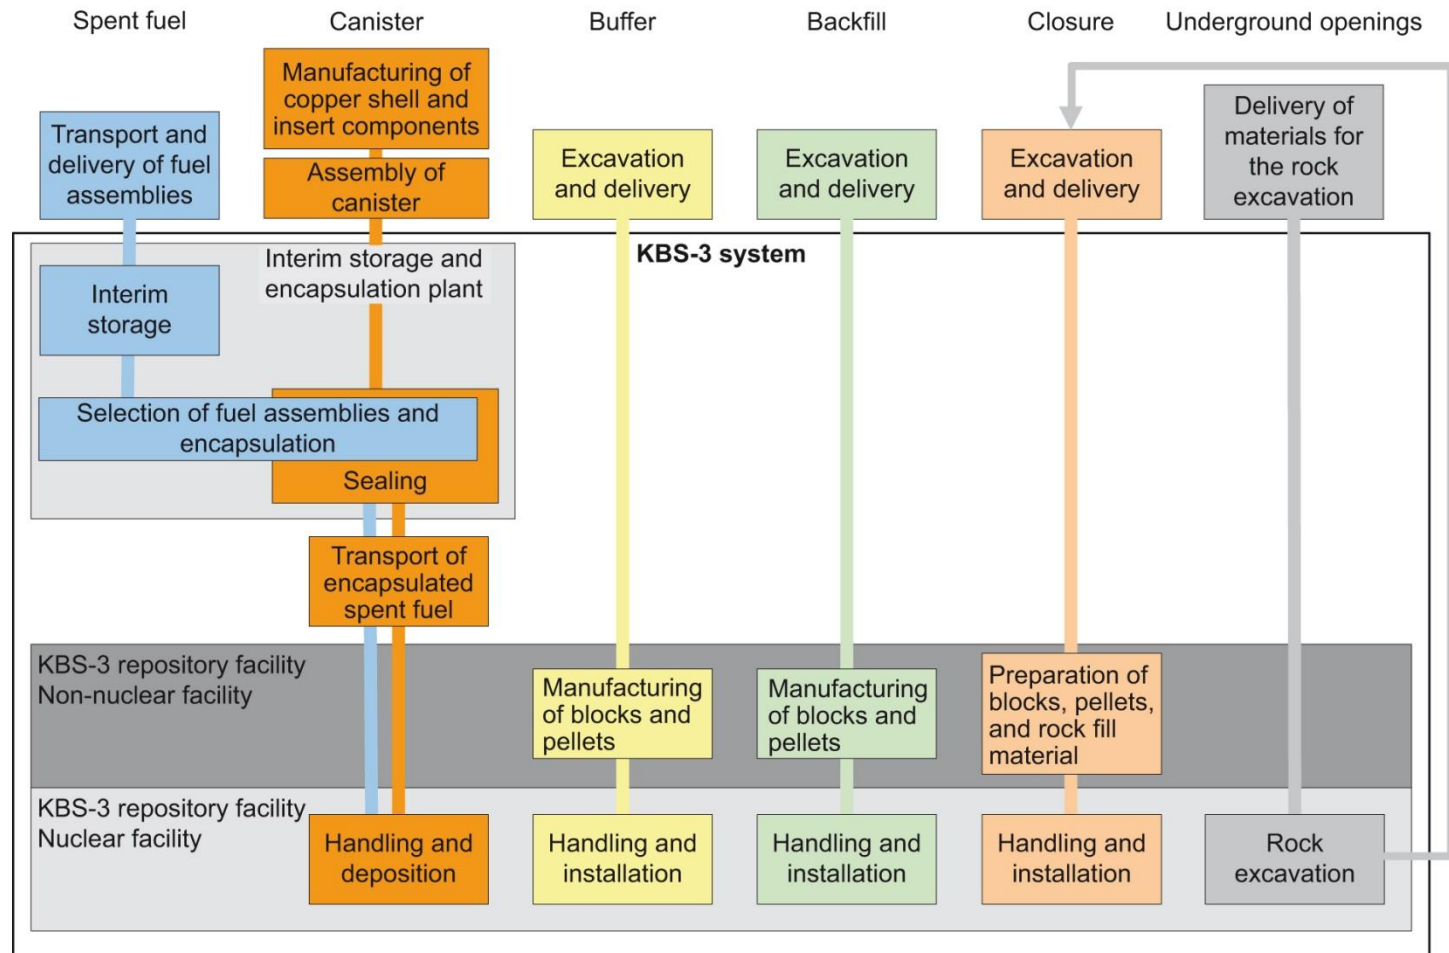 Spent fuel
Canister
Buffer
Backfill
Closure
Underground openings
Manufacturing of
copper shell and
insert components
Transport and
delivery of fuel
assemblies
Assembly of
canister
Excavation
and delivery
Excavation
and delivery
Excavation
and delivery
Delivery of
materials for
the rock
excavation
KBS-3 system
Interim storage and
encapsulation plant
Interim
storage
Selection of fuel assemblies and
encapsulation
Sealing
Transport of
encapsulated
spent fuel
KBS-3 repository facility
Non-nuclear facility
Manufacturing
of blocks and
pellets
Manufacturing
of blocks and
pellets
Preparation of
blocks, pellets,
and rock fill
material
KBS-3 repository facility
Nuclear facility
Handling and
deposition
Handling and
installation
Handling and
installation
Handling and
installation
Rock
excavation